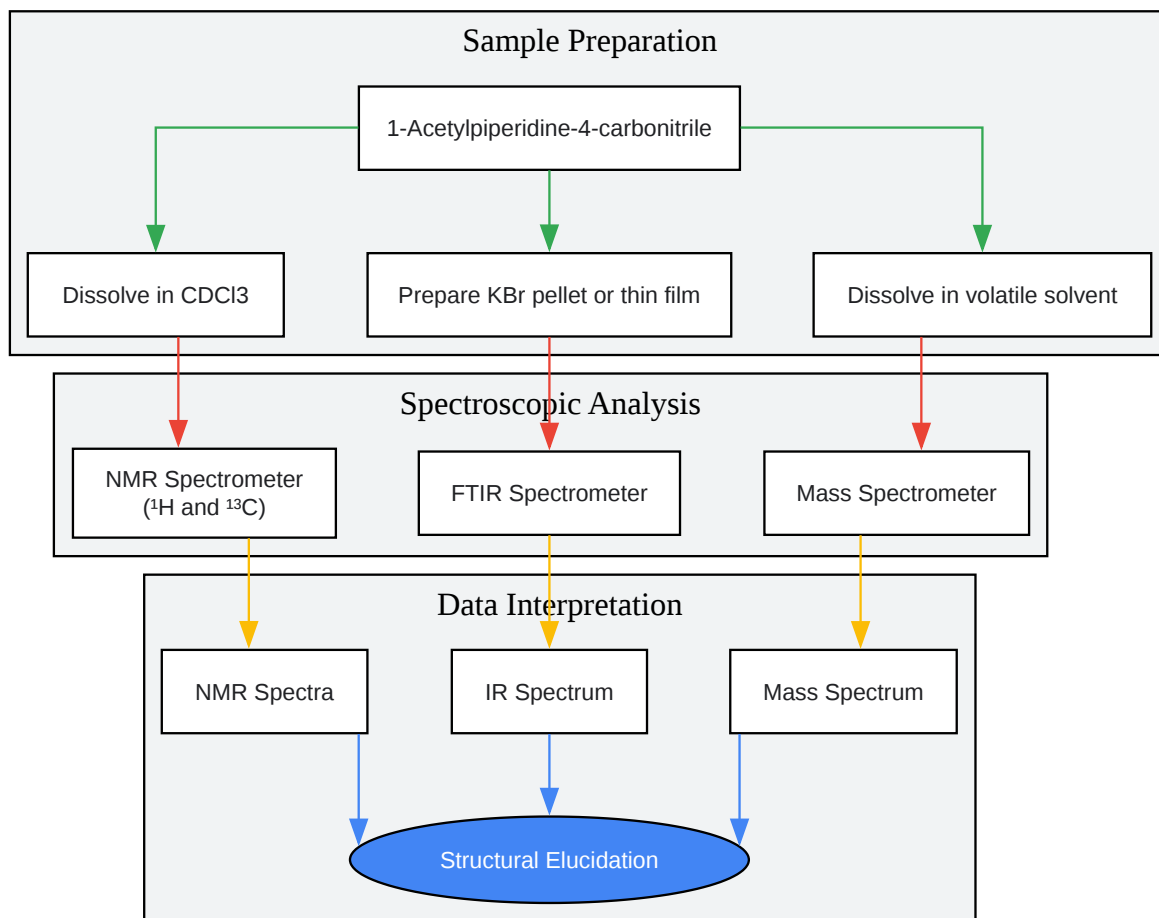 Sample Preparation
1-Acetylpiperidine-4-carbonitrile
Dissolve in CDCl3
Prepare KBr pellet or thin film
Dissolve in volatile solvent
Spectroscopic Analysis
NMR Spectrometer
(¹H and ¹³C)
FTIR Spectrometer
Mass Spectrometer
Data Interpretation
NMR Spectra
IR Spectrum
Mass Spectrum
Structural Elucidation